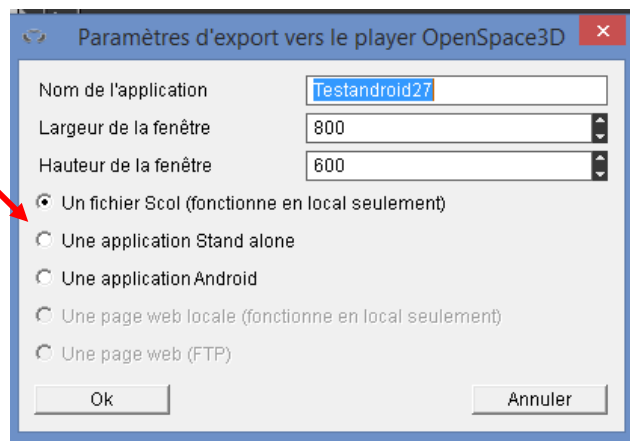 Paramètres d'export vers le player OpenSpace3D
Nom de l'application Testandroid27
Largeur de la fenêtre 800
Hauteur de la fenêtre 600
Un fichier Scol (fonctionne en local seulement)
Une application Stand alone
Une application Android
Une page web locale (fonctionne en local seulement)
Une page web (FTP)
Ok Annuler